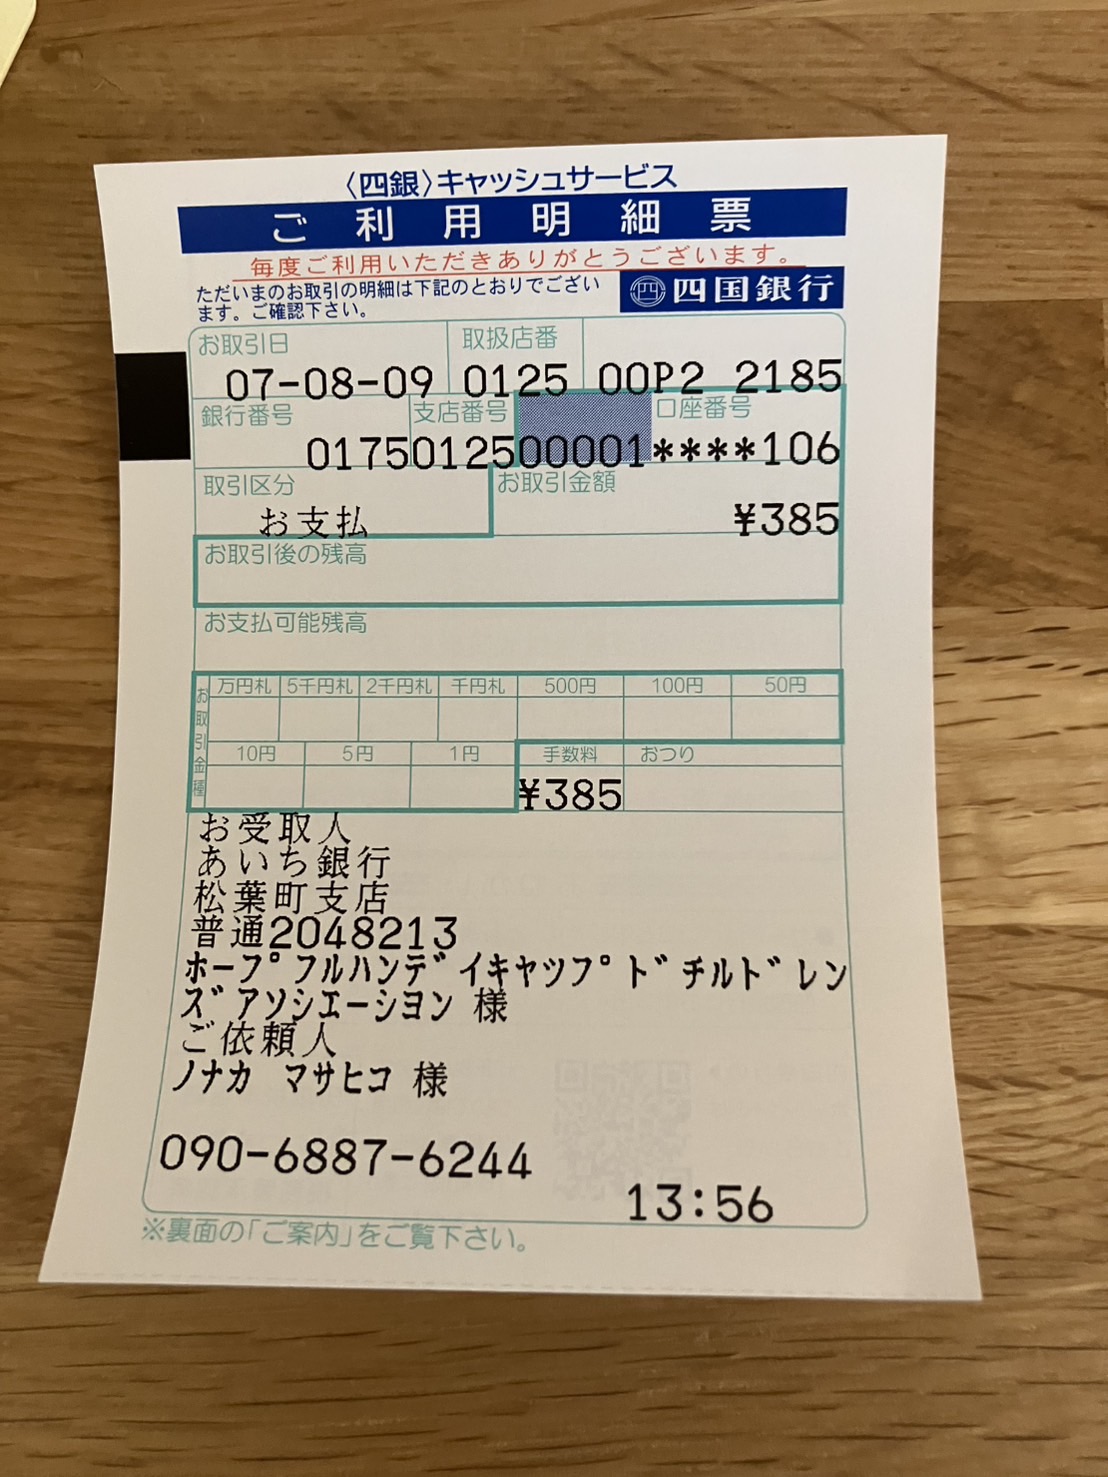 〈四銀〉キャッシュサービス
ご利用明細票
毎度ご利用いただきありがとうございます。
ただいまのお取引の明細は下記のとおりでござい
ます。ご確認下さい。
四国銀行
お取引日 取扱店番
07-08-09 0125 00P2 2185
銀行番号 支店番号 口座番号
0175012500001****106
取引区分 お取引金額
お支払 ¥385
お取引後の残高
お支払可能残高
お取引金種
万円札 5千円札 2千円札 千円札 500円 100円 50円
10円 5円 1円 手数料 おつり
¥385
お受取人
あいち銀行
松葉町支店
普通2048213
ホープフルハンディキャップドチルドレン
ズアソシエーション 様
ご依頼人
ノナカ マサヒコ 様
090-6887-6244
13:56
※裏面の「ご案内」をご覧下さい。